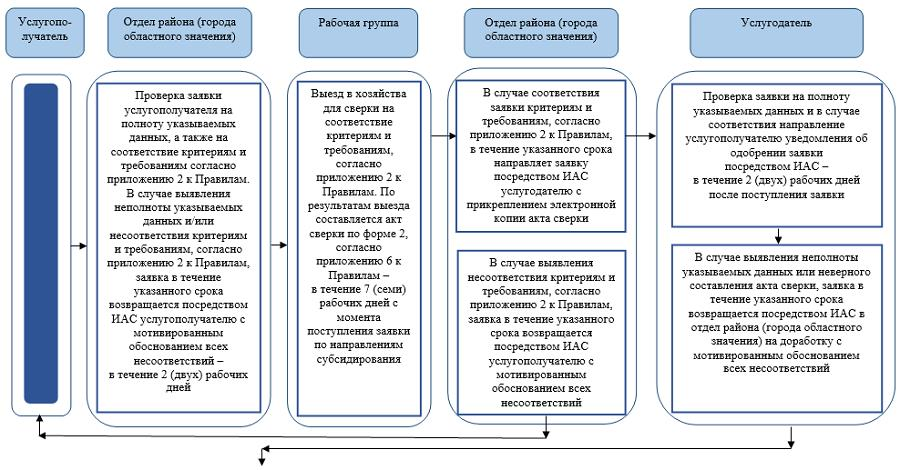 Услугопо-
лучатель
Отдел района (города
областного значения)
Рабочая группа
Отдел района (города
областного значения)
Услугодатель
Проверка заявки
услугополучателя на
полноту указываемых
данных, а также на
соответствие критериям и
требованиям согласно
приложению 2 к Правилам.
В случае выявления
неполноты указываемых
данных и/или
несоответствия критериям
и требованиям, согласно
приложению 2 к Правилам,
заявка в течение
указанного срока
возвращается посредством
ИАС услугополучателю с
мотивированным
обоснованием всех
несоответствий –
в течение 2 (двух) рабочих
дней
Выезд в хозяйства
для сверки на
соответствие
критериям и
требованиям,
согласно
приложению 2 к
Правилам. По
результатам выезда
составляется акт
сверки по форме 2,
согласно
приложению 6 к
Правилам –
в течение 7 (семи)
рабочих дней с
момента
поступления заявки
по направлениям
субсидирования
В случае соответствия
заявки критериям и
требованиям, согласно
приложению 2 к Правилам,
в течение указанного срока
направляет заявку
посредством ИАС
услугодателю с
прикреплением электронной
копии акта сверки
В случае выявления
несоответствия критериям и
требованиям, согласно
приложению 2 к Правилам,
заявка в течение указанного
срока возвращается
посредством ИАС
услугополучателю с
мотивированным
обоснованием всех
несоответствий
Проверка заявки на полноту
указываемых данных и в случае
соответствия направление
услугополучателю уведомления об
одобрении заявки
посредством ИАС –
в течение 2 (двух) рабочих дней
после поступления заявки
В случае выявления неполноты
указываемых данных или неверного
составления акта сверки, заявка в
течение указанного срока
возвращается посредством ИАС в
отдел района (города областного
значения) на доработку с
мотивированным обоснованием
всех несоответствий